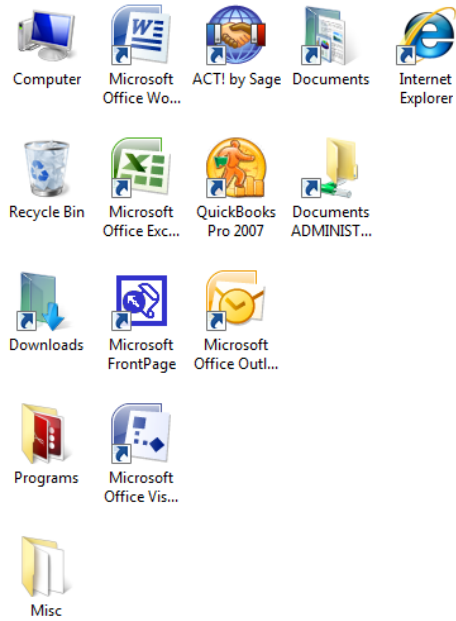 Computer
Microsoft
Office Wo...
ACT! by Sage
Documents
Internet
Explorer
Recycle Bin
Microsoft
Office Exc...
QuickBooks
Pro 2007
Documents
ADMINIST...
Downloads
Microsoft
FrontPage
Microsoft
Office Outl...
Programs
Microsoft
Office Vis...
Misc